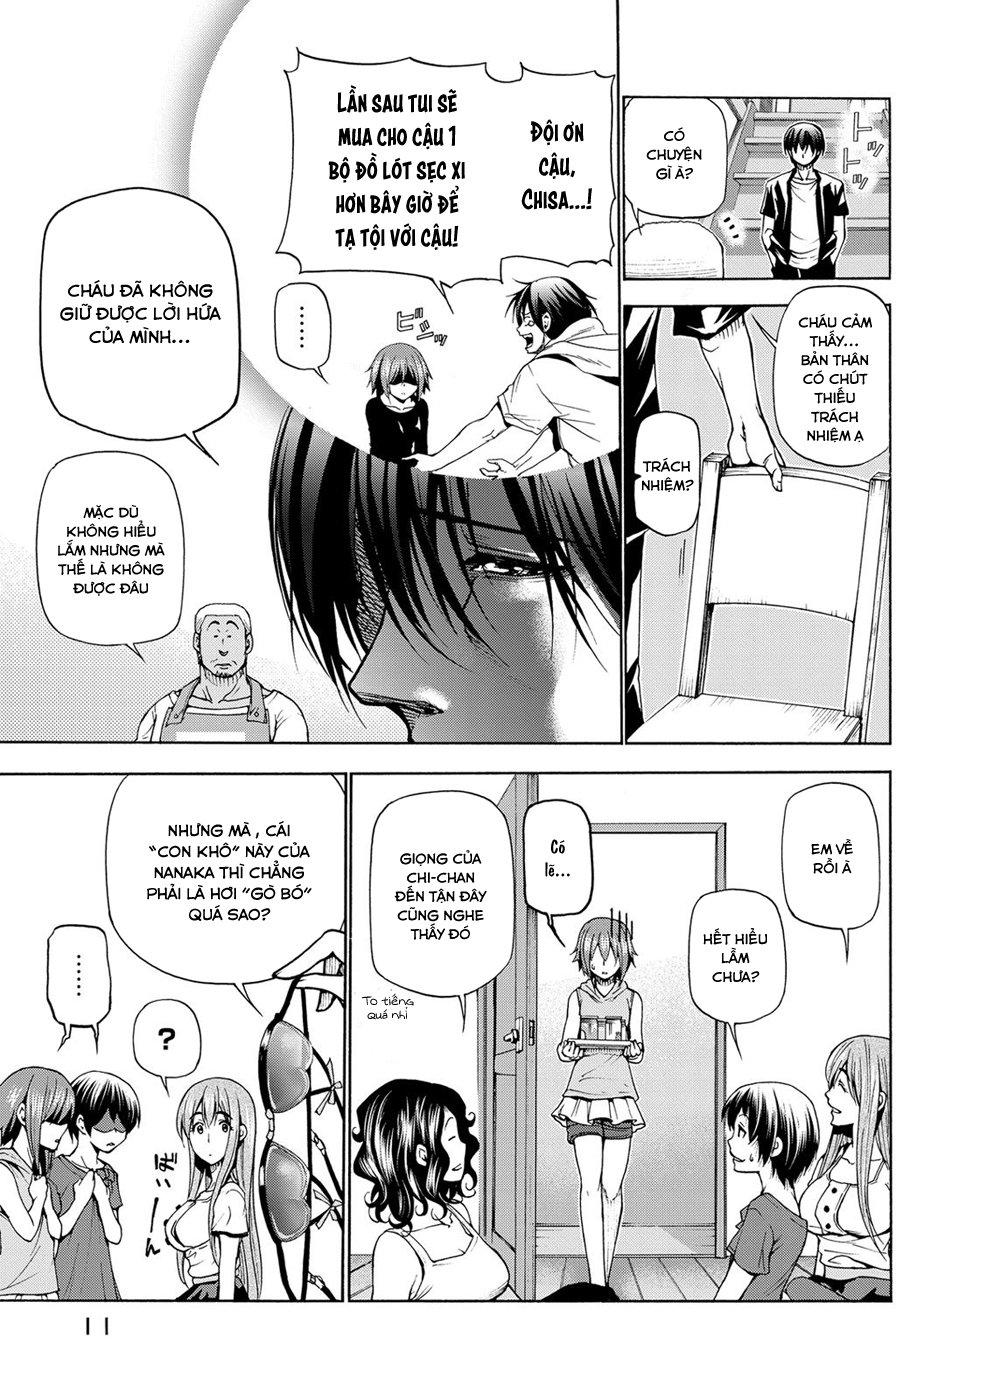 CÓ
CHUYỆN
GÌ À?
トボ
トボ
CHÁU CẢM
THẤY...
BẢN THÂN
CÓ CHÚT
THIẾU
TRÁCH
NHIỆM Ạ
TRÁCH
NHIỆM?
ĐỘI ƠN
CẬU,
CHISA...!
LẦN SAU TUI SẼ
MUA CHO CẬU 1
BỘ ĐỒ LÓT SẸC XI
HƠN BÂY GIỜ ĐỂ
TẠ TỘI VỚI CẬU!
......
CHÁU ĐÃ KHÔNG
GIỮ ĐƯỢC LỜI HỨA
CỦA MÌNH...
MẶC DÙ
KHÔNG HIỂU
LẮM NHƯNG MÀ
THẾ LÀ KHÔNG
ĐƯỢC ĐÂU
EM VỀ
RỒI À
HẾT HIỂU
LẦM
CHƯA?
Có
lẽ...
GIỌNG CỦA
CHI-CHAN
ĐẾN TẬN ĐÂY
CŨNG NGHE
THẤY ĐÓ
To tiếng
quá nhỉ
NHƯNG MÀ , CÁI
"CON KHÔ" NÀY CỦA
NANAKA THÌ CHẲNG
PHẢI LÀ HƠI "GÒ BÓ"
QUÁ SAO?
?
......
11